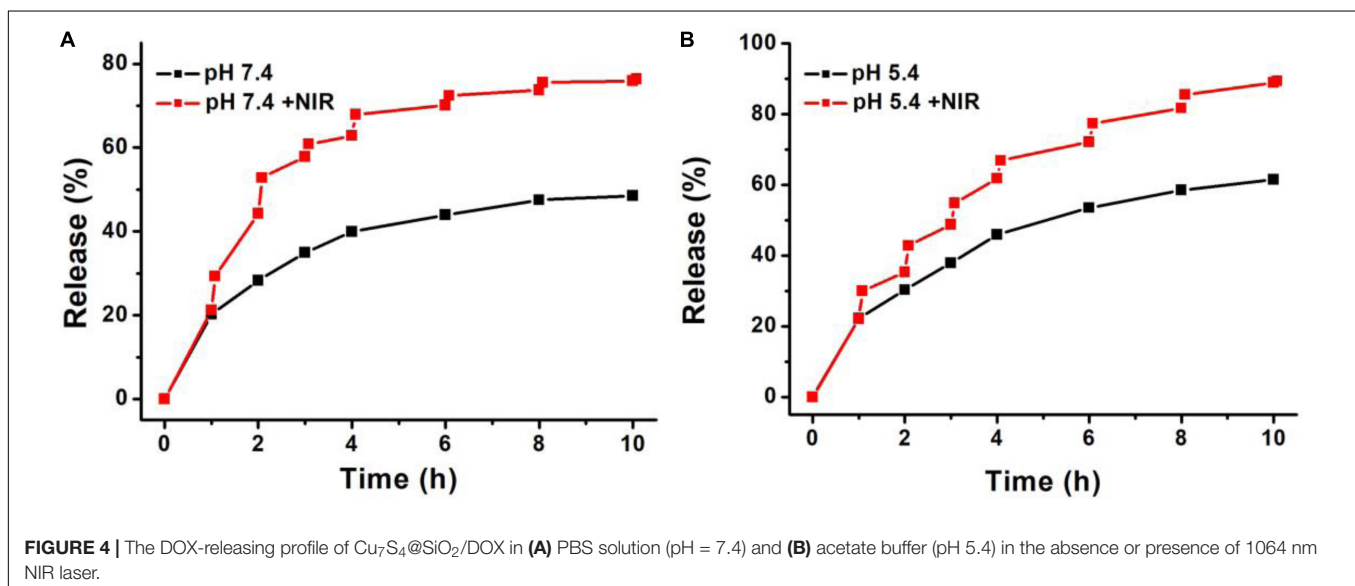 A
80
60
40
20
0
Release (%)
pH 7.4
pH 7.4 +NIR
0 2 4 6 8 10
Time (h)
B
100
80
60
40
20
0
Release (%)
pH 5.4
pH 5.4 +NIR
0 2 4 6 8 10
Time (h)
FIGURE 4 | The DOX-releasing profile of Cu₇S₄@SiO₂/DOX in (A) PBS solution (pH = 7.4) and (B) acetate buffer (pH 5.4) in the absence or presence of 1064 nm
NIR laser.